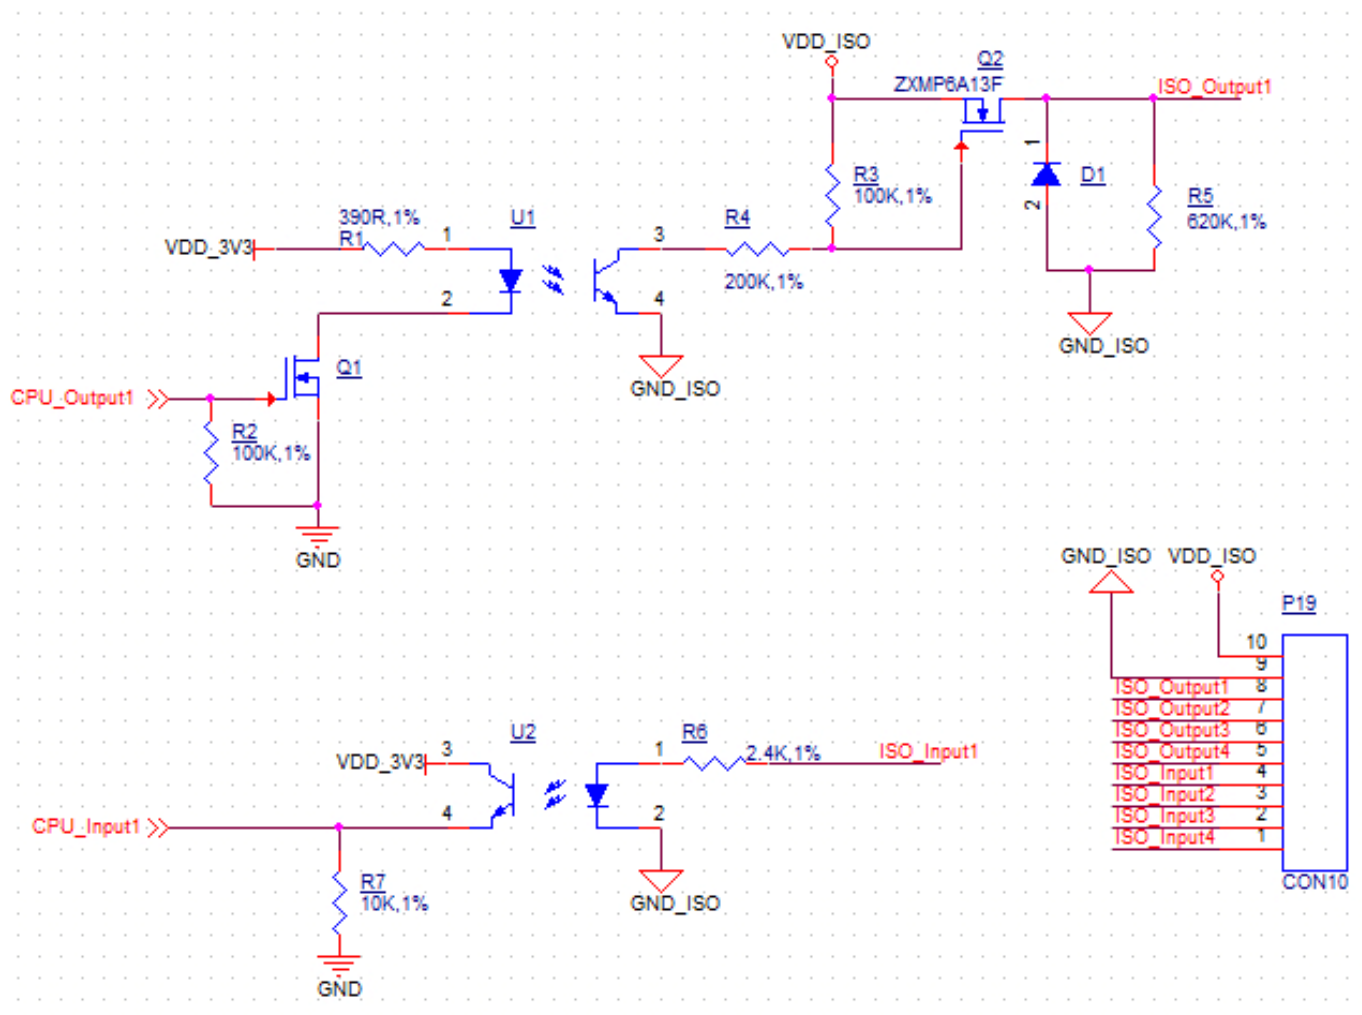 VDD_ISO
Q2
ZXMP6A13F
ISO_Output1
1
D1
2
R3
100K,1%
R5
620K,1%
390R,1%
R1
VDD_3V3
1
U1
3
R4
200K,1%
2
4
GND_ISO
GND_ISO
Q1
CPU_Output1
R2
100K,1%
GND
GND_ISO
VDD_ISO
P19
10
9
ISO_Output1 8
ISO_Output2 7
ISO_Output3 6
ISO_Output4 5
ISO_Input1 4
ISO_Input2 3
ISO_Input3 2
ISO_Input4 1
CON10
VDD_3V3
3
U2
1
R6
2.4K,1%
ISO_Input1
CPU_Input1
4
2
GND_ISO
R7
10K,1%
GND